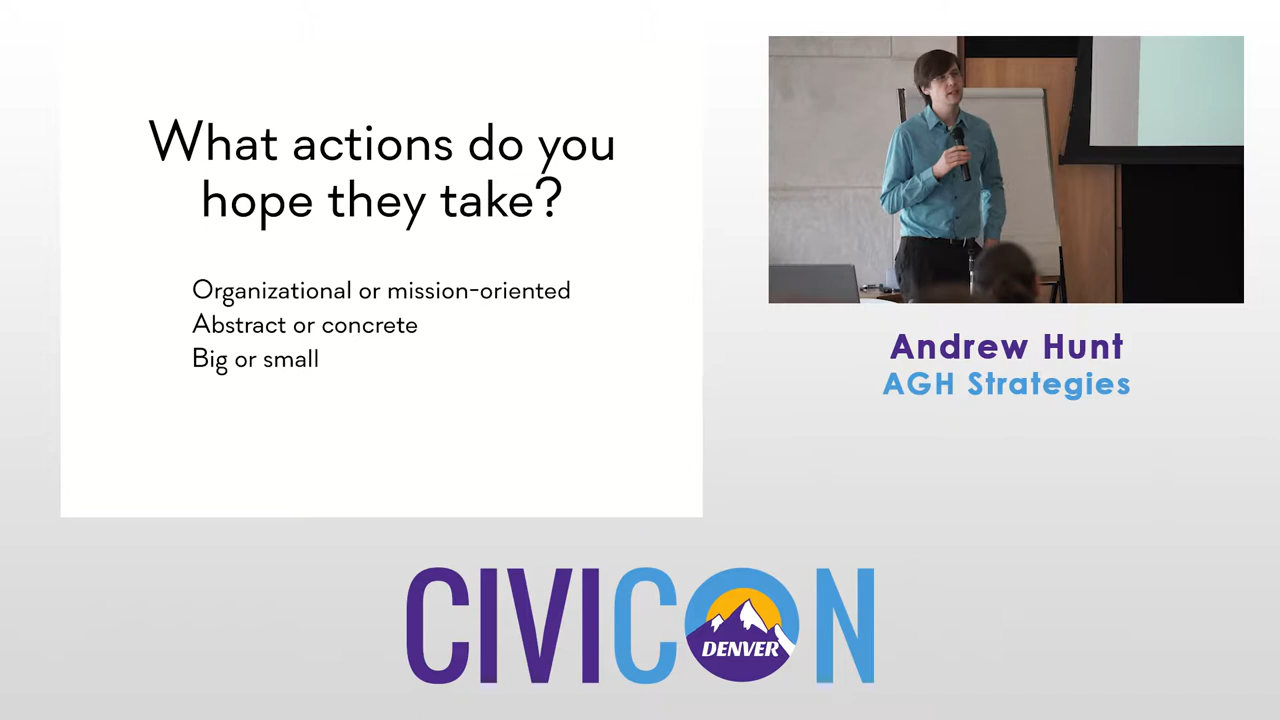 What actions do you
hope they take?
Organizational or mission-oriented
Abstract or concrete
Big or small
Andrew Hunt
AGH Strategies
CIVICON
DENVER